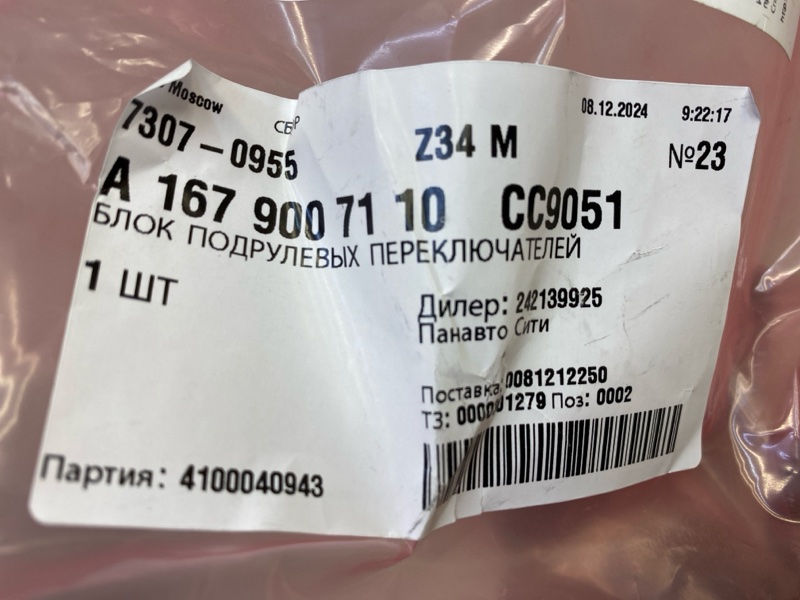 Moscow
08.12.2024 9:22:17
7307-0955
Z34 M
№23
A 167 900 71 10 CC9051
БЛОК ПОДРУЛЕВЫХ ПЕРЕКЛЮЧАТЕЛЕЙ
1 ШТ
Дилер: 242139925
Панавто Сити
Поставка 0081212250
ТЗ: Поз: 0002
Партия: 4100040943